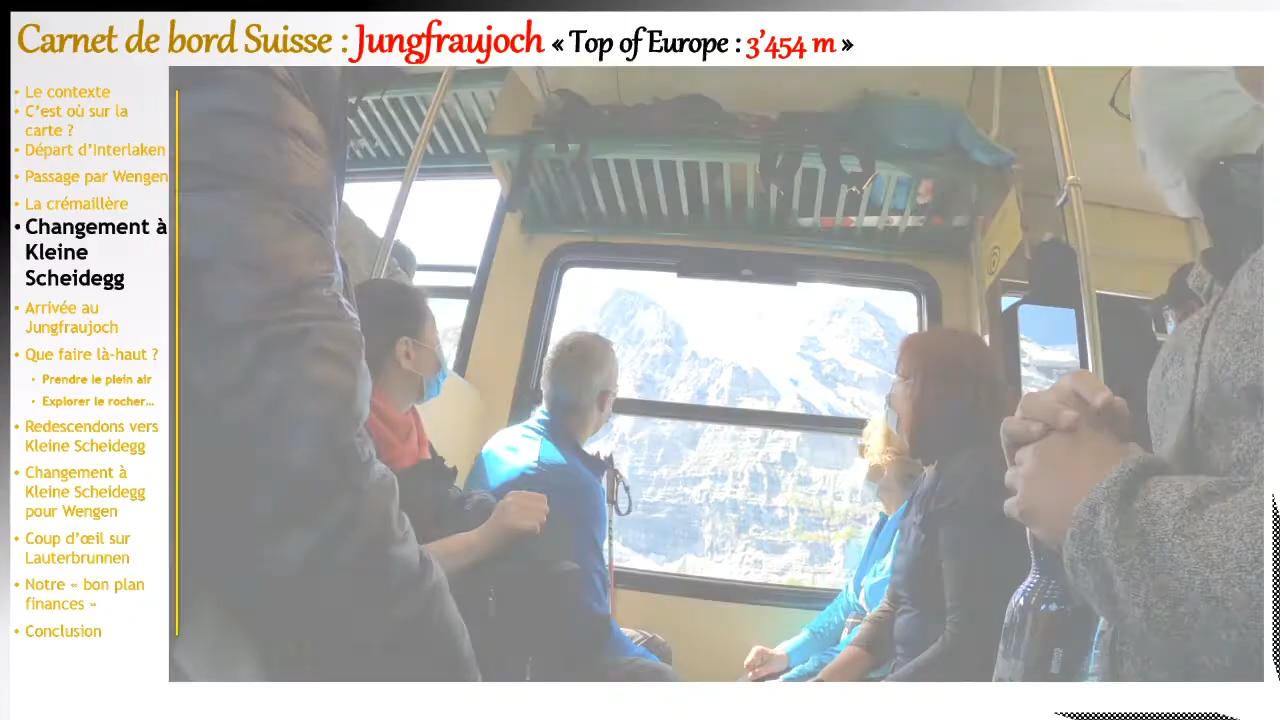 Carnet de bord Suisse : Jungfraujoch « Top of Europe : 3’454 m »
• Le contexte
• C’est où sur la
carte ?
• Départ d’Interlaken
• Passage par Wengen
• La crémaillère
• Changement à
Kleine
Scheidegg
• Arrivée au
Jungfraujoch
• Que faire là-haut ?
• Prendre le plein air
• Explorer le rocher…
• Redescendons vers
Kleine Scheidegg
• Changement à
Kleine Scheidegg
pour Wengen
• Coup d’œil sur
Lauterbrunnen
• Notre « bon plan
finances »
• Conclusion